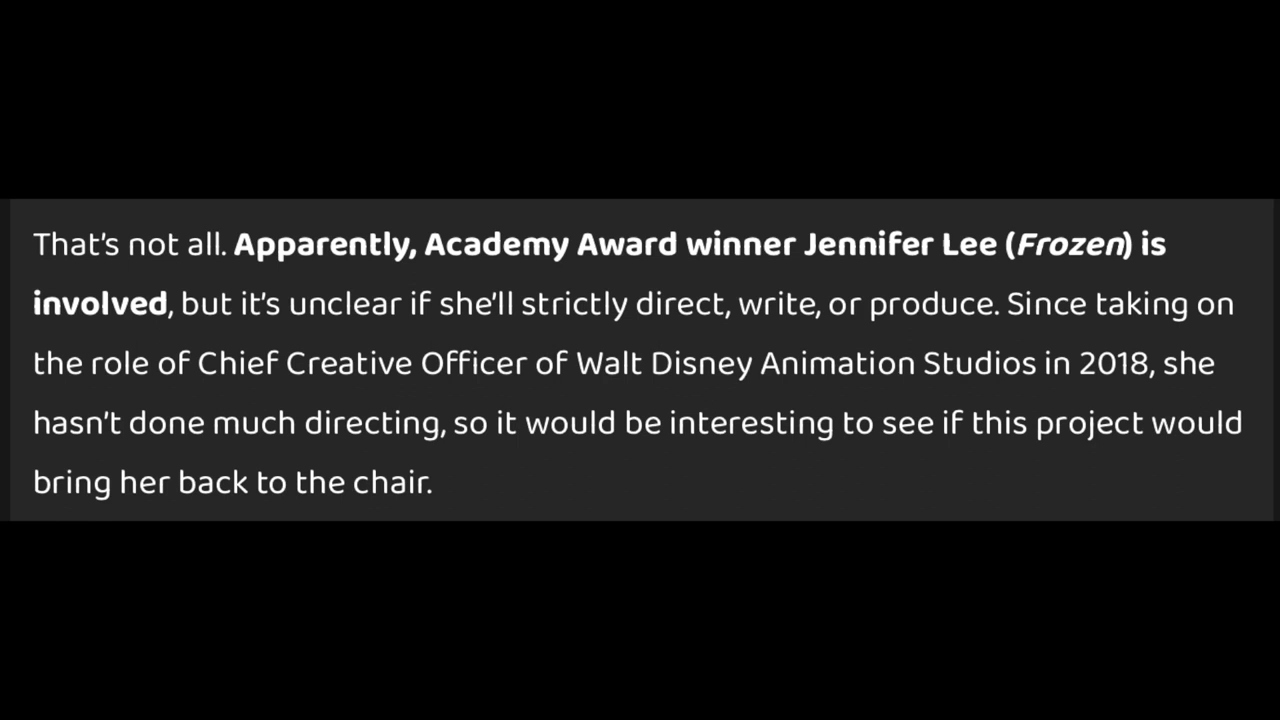 That's not all. Apparently, Academy Award winner Jennifer Lee (Frozen) is
involved, but it's unclear if she'll strictly direct, write, or produce. Since taking on
the role of Chief Creative Officer of Walt Disney Animation Studios in 2018, she
hasn't done much directing, so it would be interesting to see if this project would
bring her back to the chair.